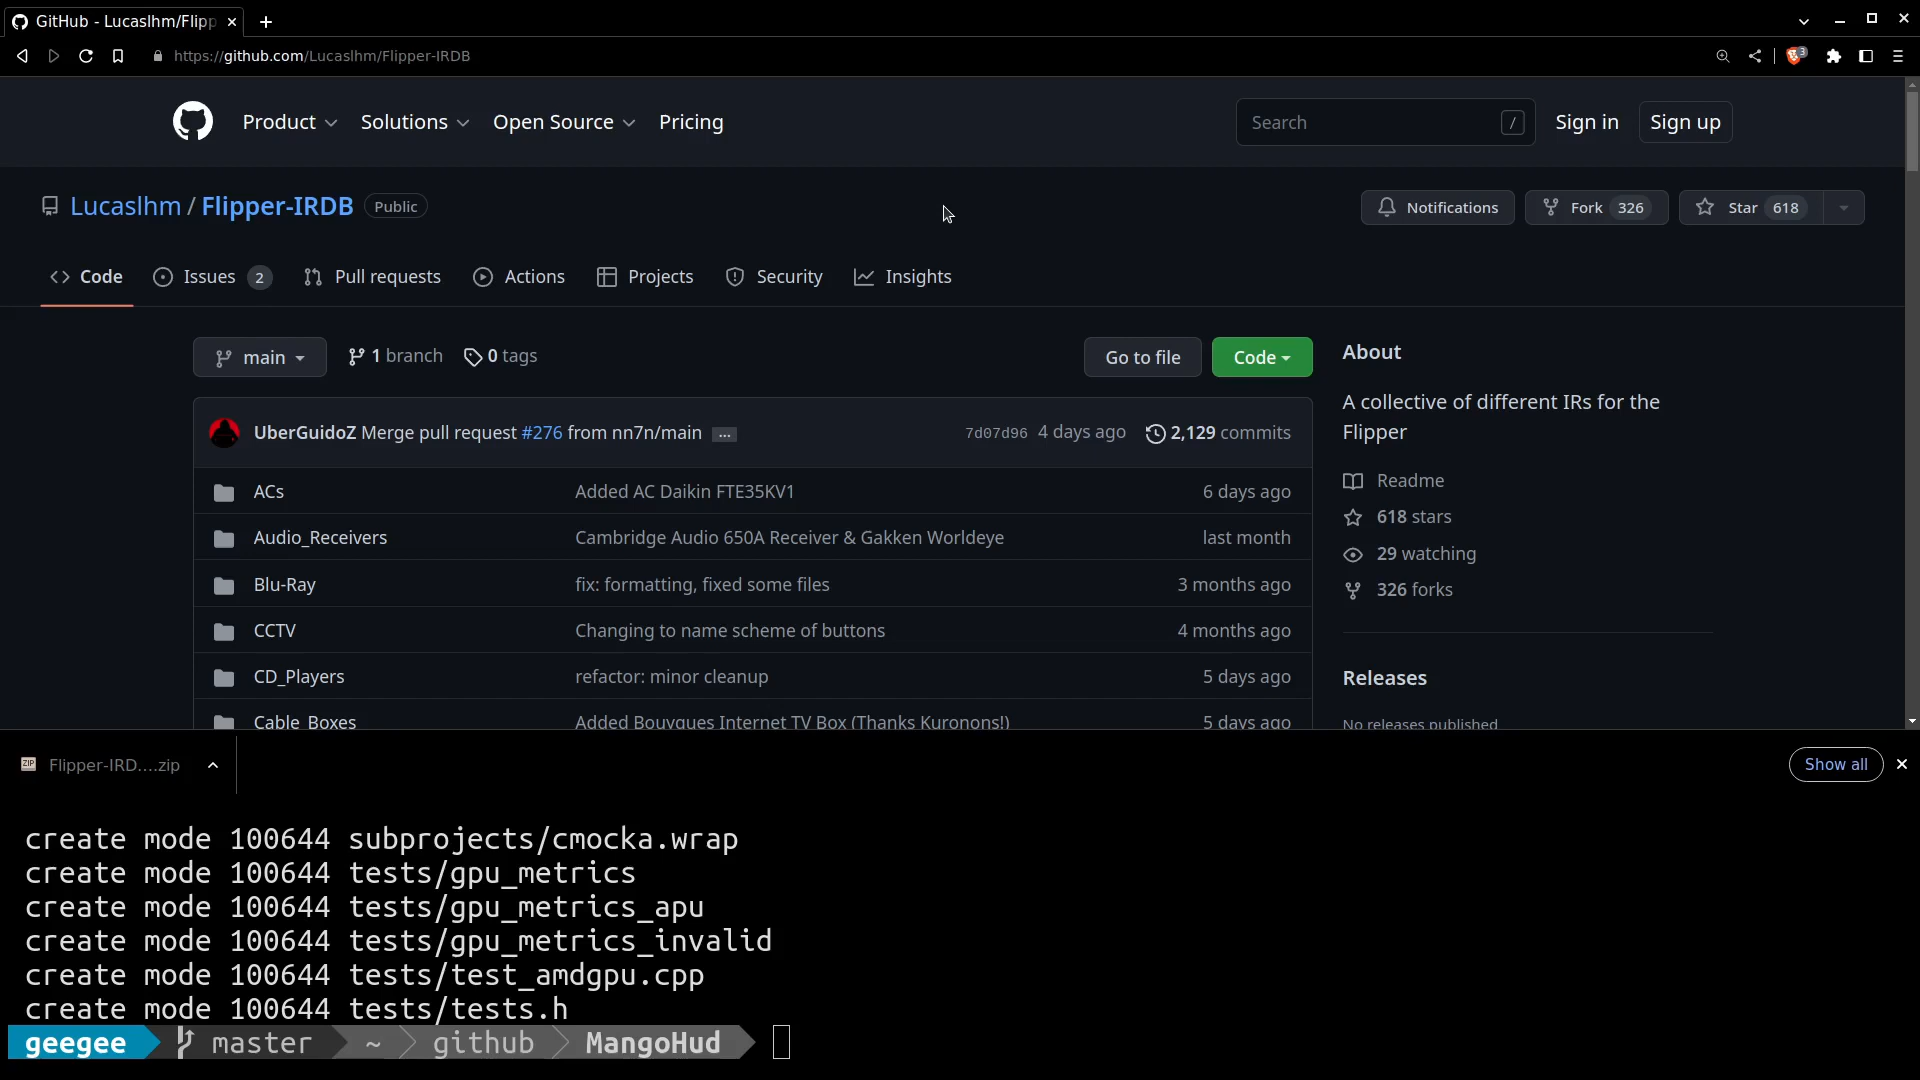 GitHub - Lucaslhm/Flipp
https://github.com/Lucaslhm/Flipper-IRDB
3
Product Solutions Open Source Pricing Search / Sign in Sign up
Lucaslhm / Flipper-IRDB Public Notifications Fork 326 Star 618
Code Issues 2 Pull requests Actions Projects Security Insights
main 1 branch 0 tags Go to file Code
UberGuidoZ Merge pull request #276 from nn7n/main ... 7d07d96 4 days ago 2,129 commits
ACs Added AC Daikin FTE35KV1 6 days ago
Audio_Receivers Cambridge Audio 650A Receiver & Gakken Worldeye last month
Blu-Ray fix: formatting, fixed some files 3 months ago
CCTV Changing to name scheme of buttons 4 months ago
CD_Players refactor: minor cleanup 5 days ago
Cable_Boxes Added Bouygues Internet TV Box (Thanks Kuronons!) 5 days ago
About
A collective of different IRs for the
Flipper
Readme
618 stars
29 watching
326 forks
Releases
No releases published
ZIP Flipper-IRD....zip Show all
create mode 100644 subprojects/cmocka.wrap
create mode 100644 tests/gpu_metrics
create mode 100644 tests/gpu_metrics_apu
create mode 100644 tests/gpu_metrics_invalid
create mode 100644 tests/test_amdgpu.cpp
create mode 100644 tests/tests.h
geegee master ~ github MangoHud